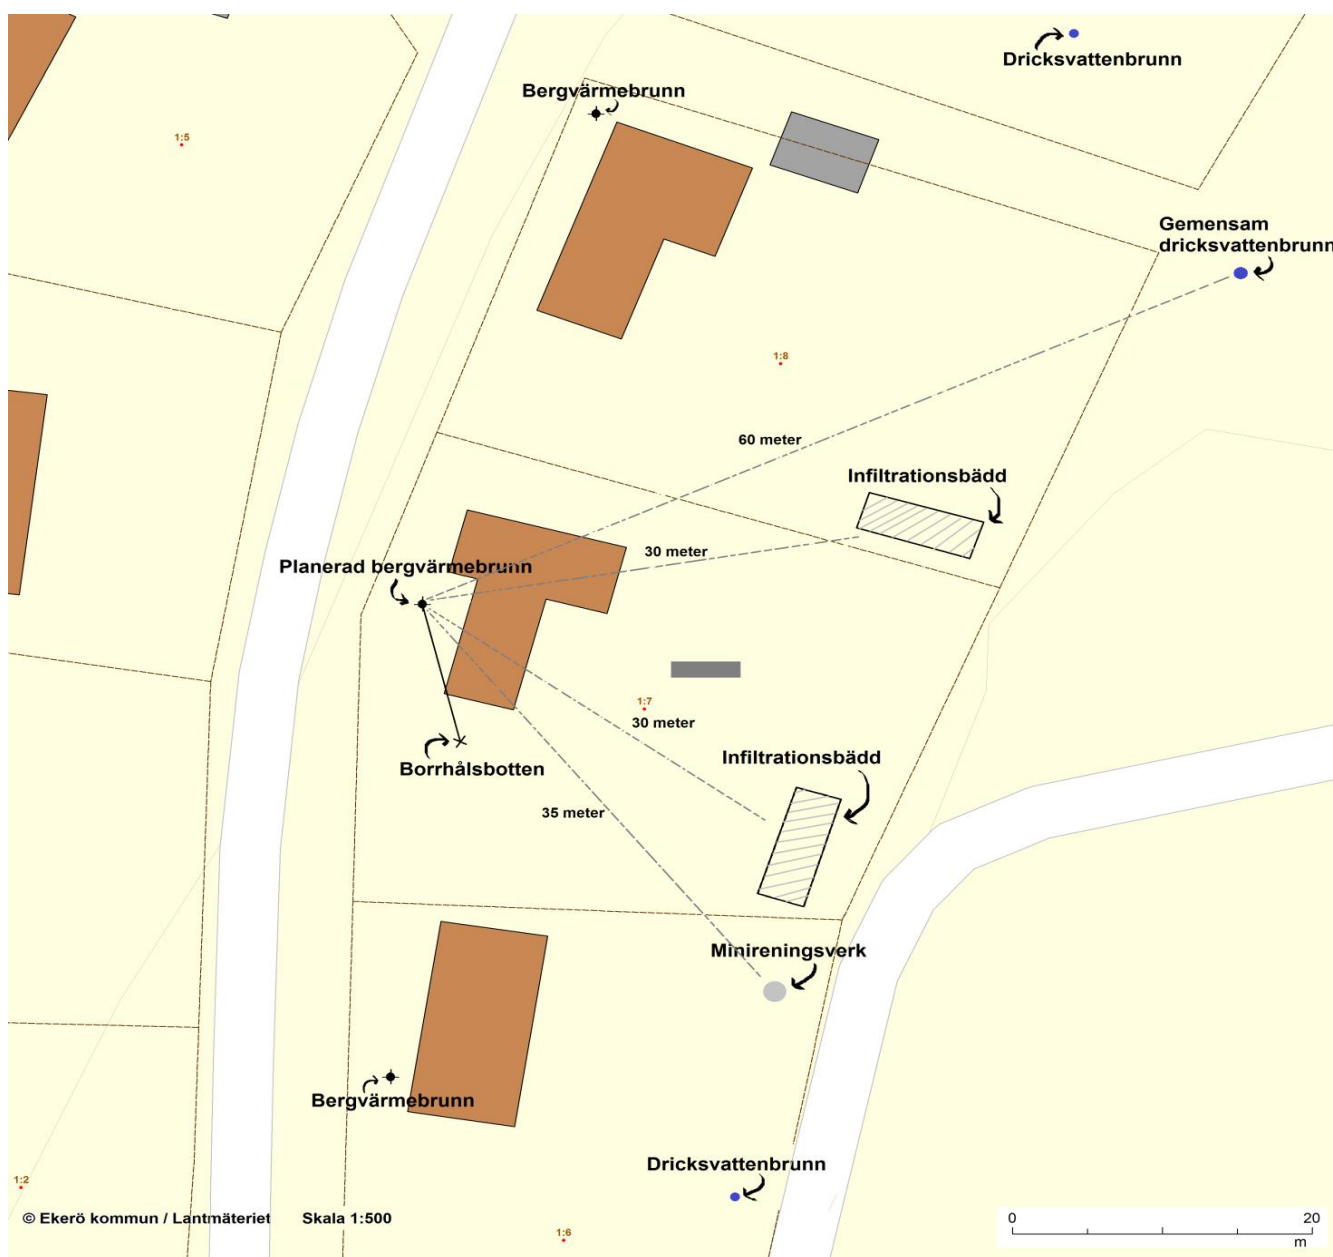 Dricksvattenbrunn
Bergvärmebrunn
1:5
Gemensam
dricksvattenbrunn
1:8
60 meter
Infiltrationsbädd
30 meter
Planerad bergvärmebrunn
1:7
30 meter
Infiltrationsbädd
Borrhålsbotten
35 meter
Minireningsverk
Bergvärmebrunn
Dricksvattenbrunn
1:2
© Ekerö kommun / Lantmäteriet Skala 1:500
1:6
0 20
m